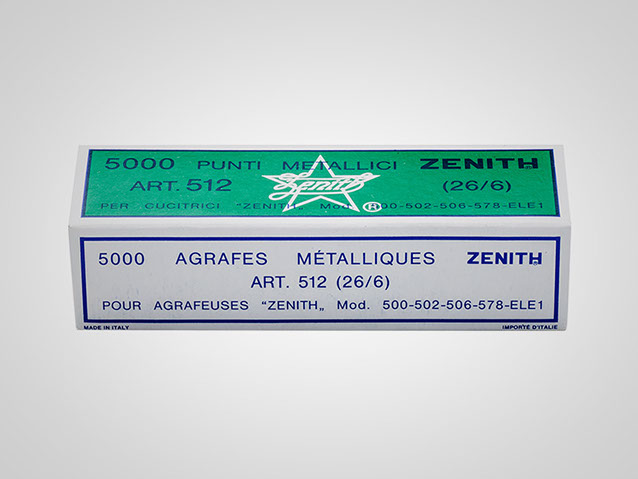 5000 PUNTI METALLICI ZENITH
ART. 512 (26/6)
Zenith ®
PER CUCITRICI "ZENITH„ Mod. 500-502-506-578-ELE1
5000 AGRAFES MÉTALLIQUES ZENITH
ART. 512 (26/6)
POUR AGRAFEUSES "ZENITH„ Mod. 500-502-506-578-ELE1
MADE IN ITALY IMPORTÉ D'ITALIE